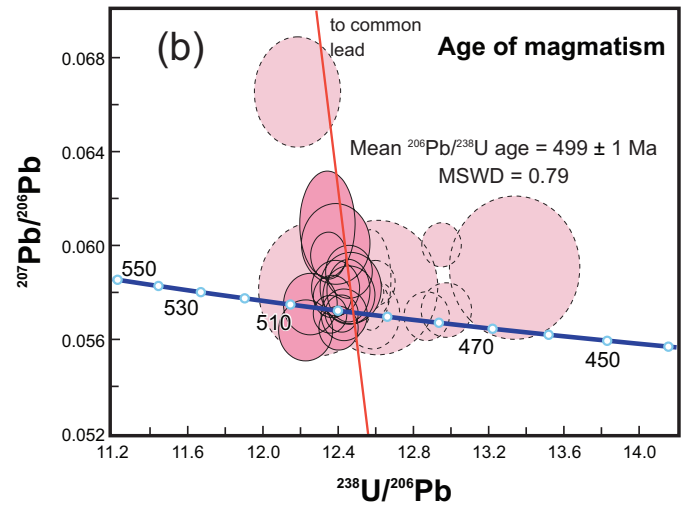 (b)
to common
lead
Age of magmatism
Mean ²⁰⁶Pb/²³⁸U age = 499 ± 1 Ma
MSWD = 0.79
0.068
0.064
0.060
0.056
0.052
²⁰⁷Pb/²⁰⁶Pb
550
530
510
470
450
11.2
11.6
12.0
12.4
12.8
13.2
13.6
14.0
²³⁸U/²⁰⁶Pb